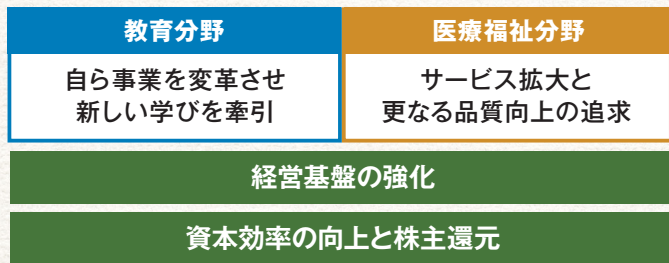 教育分野
自ら事業を変革させ
新しい学びを牽引
医療福祉分野
サービス拡大と
更なる品質向上の追求
経営基盤の強化
資本効率の向上と株主還元